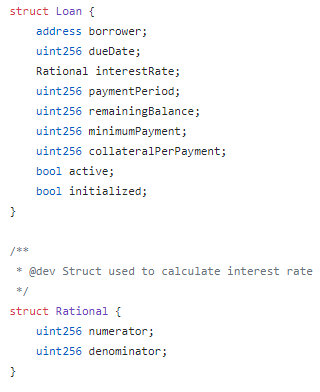 struct Loan {
    address borrower;
    uint256 dueDate;
    Rational interestRate;
    uint256 paymentPeriod;
    uint256 remainingBalance;
    uint256 minimumPayment;
    uint256 collateralPerPayment;
    bool active;
    bool initialized;
}

/**
 * @dev Struct used to calculate interest rate
 */
struct Rational {
    uint256 numerator;
    uint256 denominator;
}